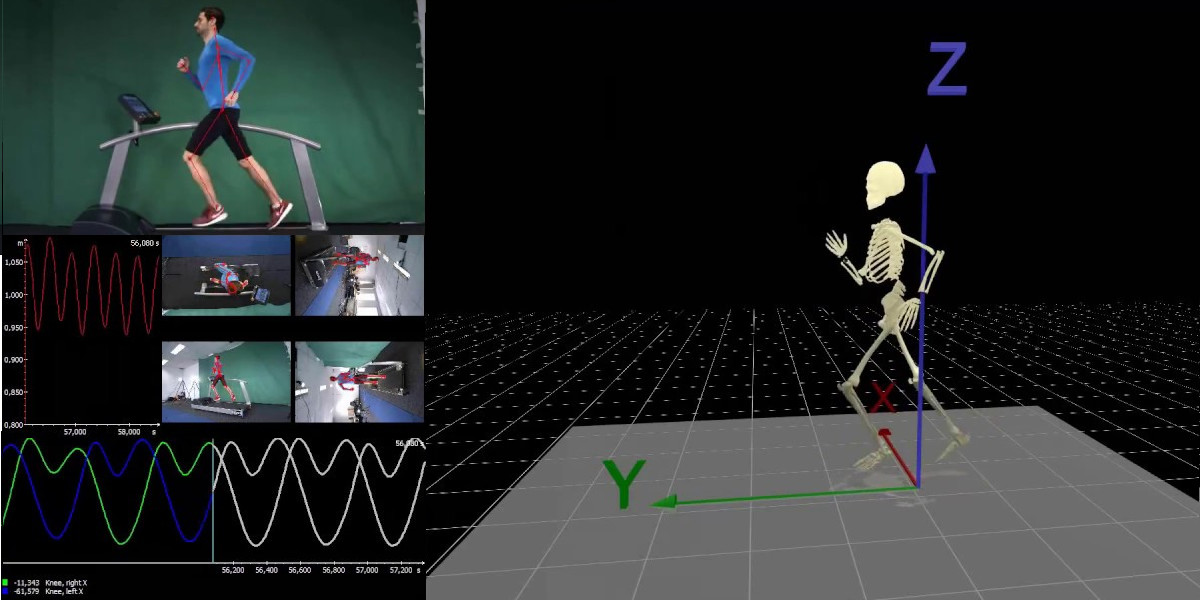 m
56,080 s
1,050
1,000
0,950
0,900
0,850
0,800
57,000 58,000 s
56,080 s
56,200 56,400 56,600 56,800 57,000 57,200 s
-11,343 Knee, right X
-61,579 Knee, left X
Z
X
Y